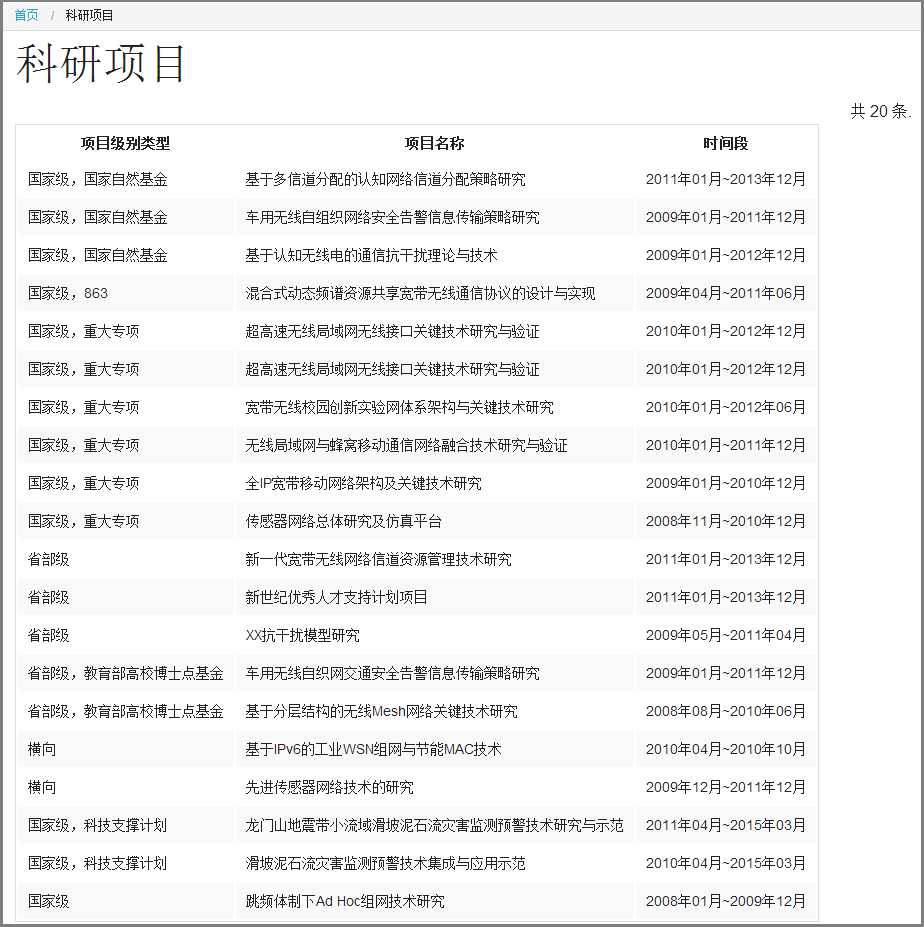 首页 / 科研项目
科研项目
共 20 条.
项目级别类型 项目名称 时间段
国家级，国家自然基金 基于多信道分配的认知网络信道分配策略研究 2011年01月~2013年12月
国家级，国家自然基金 车用无线自组织网络安全告警信息传输策略研究 2009年01月~2011年12月
国家级，国家自然基金 基于认知无线电的通信抗干扰理论与技术 2009年01月~2012年12月
国家级，863 混合式动态频谱资源共享宽带无线通信协议的设计与实现 2009年04月~2011年06月
国家级，重大专项 超高速无线局域网无线接口关键技术研究与验证 2010年01月~2012年12月
国家级，重大专项 超高速无线局域网无线接口关键技术研究与验证 2010年01月~2012年12月
国家级，重大专项 宽带无线校园创新实验网体系架构与关键技术研究 2010年01月~2012年06月
国家级，重大专项 无线局域网与蜂窝移动通信网络融合技术研究与验证 2010年01月~2011年12月
国家级，重大专项 全IP宽带移动网络架构及关键技术研究 2009年01月~2010年12月
国家级，重大专项 传感器网络总体研究及仿真平台 2008年11月~2010年12月
省部级 新一代宽带无线网络信道资源管理技术研究 2011年01月~2013年12月
省部级 新世纪优秀人才支持计划项目 2011年01月~2013年12月
省部级 XX抗干扰模型研究 2009年05月~2011年04月
省部级，教育部高校博士点基金 车用无线自组织网交通安全告警信息传输策略研究 2009年01月~2011年12月
省部级，教育部高校博士点基金 基于分层结构的无线Mesh网络关键技术研究 2008年08月~2010年06月
横向 基于IPv6的工业WSN组网与节能MAC技术 2010年04月~2010年10月
横向 先进传感器网络技术的研究 2009年12月~2011年12月
国家级，科技支撑计划 龙门山地震带小流域滑坡泥石流灾害监测预警技术研究与示范 2011年04月~2015年03月
国家级，科技支撑计划 滑坡泥石流灾害监测预警技术集成与应用示范 2010年04月~2015年03月
国家级 跳频体制下Ad Hoc组网技术研究 2008年01月~2009年12月